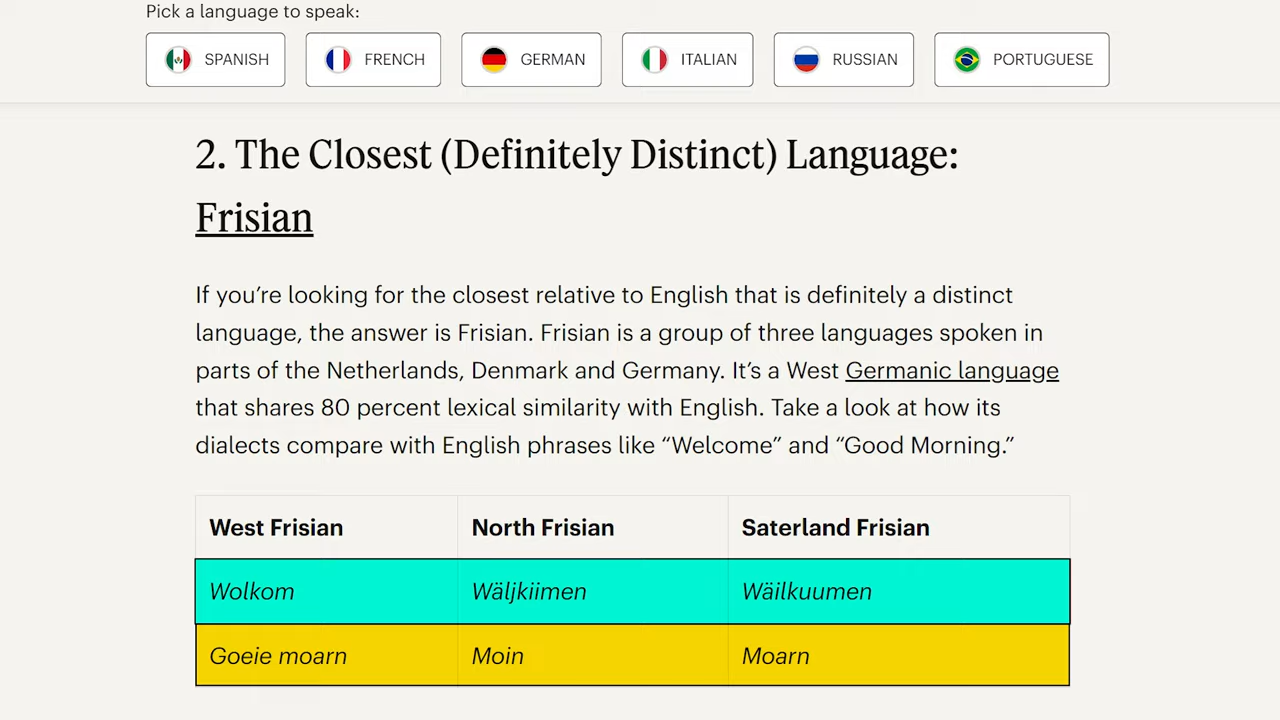 Pick a language to speak:
SPANISH FRENCH GERMAN ITALIAN RUSSIAN PORTUGUESE
2. The Closest (Definitely Distinct) Language:
Frisian
If you’re looking for the closest relative to English that is definitely a distinct
language, the answer is Frisian. Frisian is a group of three languages spoken in
parts of the Netherlands, Denmark and Germany. It’s a West Germanic language
that shares 80 percent lexical similarity with English. Take a look at how its
dialects compare with English phrases like “Welcome” and “Good Morning.”
West Frisian North Frisian Saterland Frisian
Wolkom Wäljkiimen Wäilkuumen
Goeie moarn Moin Moarn